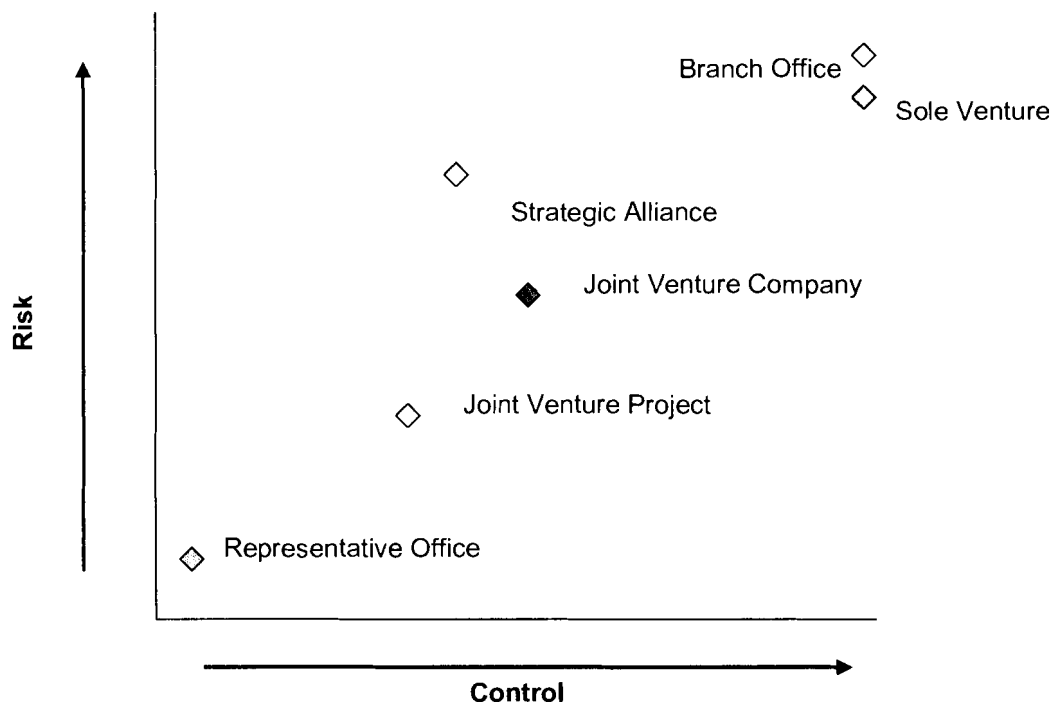 Branch Office
Sole Venture
Strategic Alliance
Joint Venture Company
Risk
Joint Venture Project
Representative Office
Control